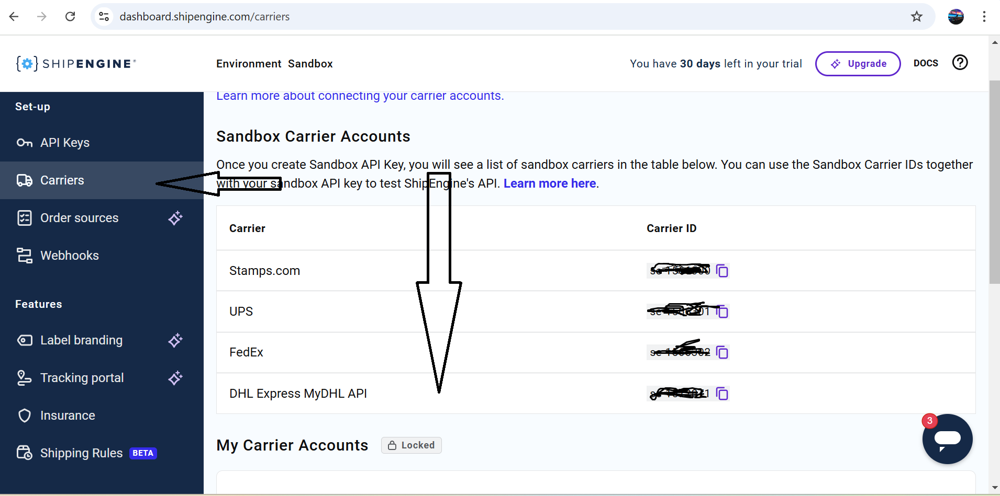 dashboard.shipengine.com/carriers
SHIPENGINE®
Environment Sandbox
You have 30 days left in your trial
Upgrade
DOCS
?
Set-up
API Keys
Carriers
Order sources
Webhooks
Features
Label branding
Tracking portal
Insurance
Shipping Rules BETA
Learn more about connecting your carrier accounts.
Sandbox Carrier Accounts
Once you create Sandbox API Key, you will see a list of sandbox carriers in the table below. You can use the Sandbox Carrier IDs together
with your sandbox API key to test ShipEngine's API. Learn more here.
Carrier Carrier ID
Stamps.com
UPS
FedEx
DHL Express MyDHL API
My Carrier Accounts Locked
3